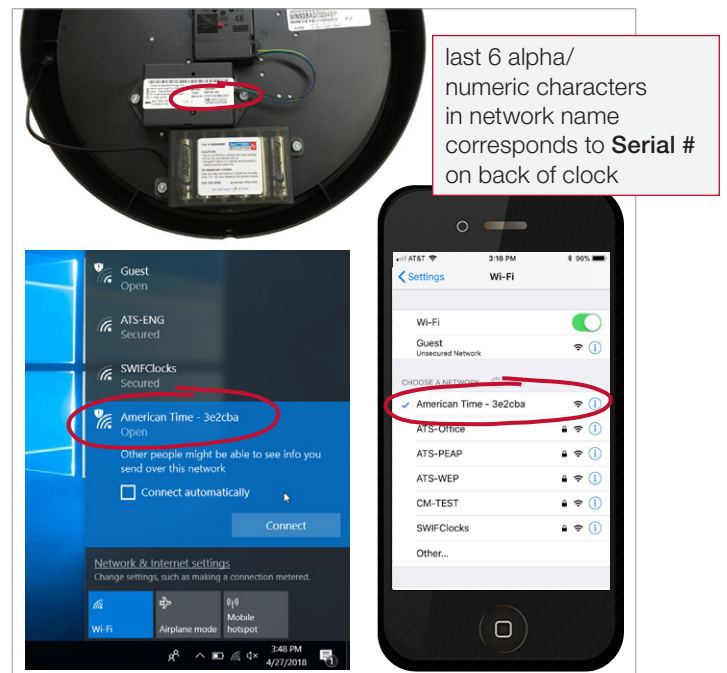 WN93BAD02048P
last 6 alpha/
numeric characters
in network name
corresponds to Serial #
on back of clock
BATTERY
CAUTION:
Guest
Open
ATS-ENG
Secured
SWIFClocks
Secured
American Time - 3e2cba
Open
Other people might be able to see info you
send over this network
Connect automatically
Connect
Network & Internet settings
Change settings, such as making a connection metered.
Wi-Fi
Airplane mode
Mobile
hotspot
3:48 PM
4/27/2018
1
AT&T 3:16 PM 96%
Settings Wi-Fi
Wi-Fi
Guest
Unsecured Network
CHOOSE A NETWORK
American Time - 3e2cba
ATS-Office
ATS-PEAP
ATS-WEP
CM-TEST
SWIFClocks
Other...